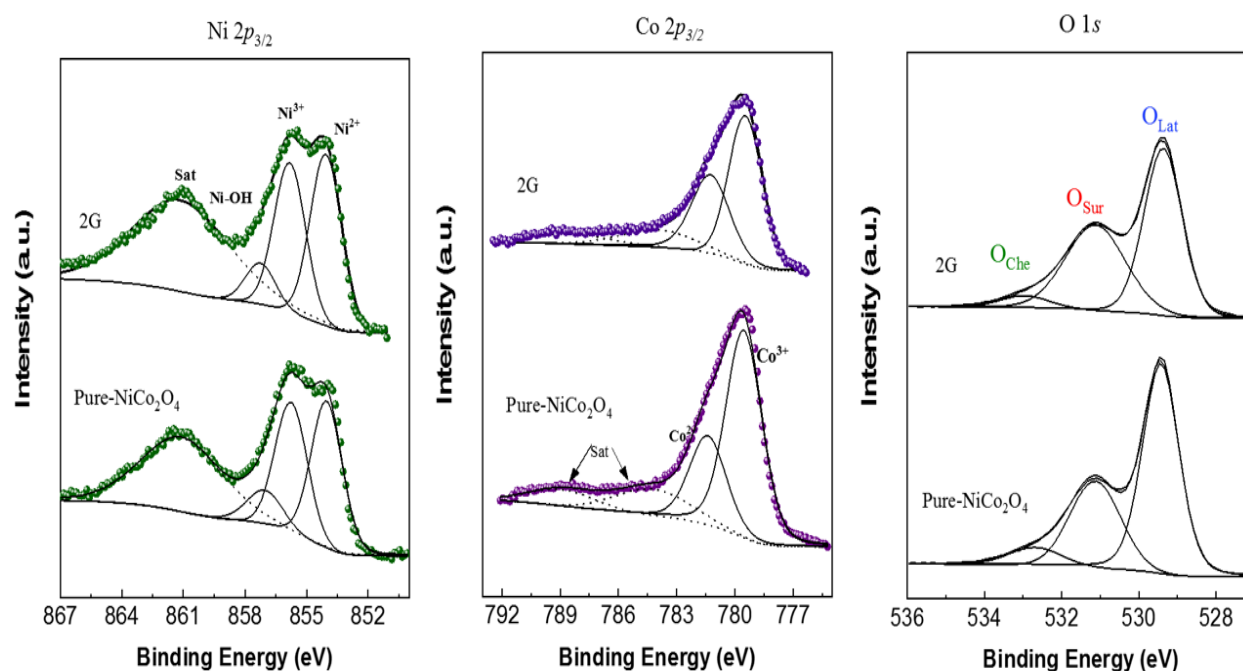 Ni 2p3/2
Intensity (a.u.)
Ni3+
Ni2+
Sat
Ni-OH
2G
Pure-NiCo2O4
867 864 861 858 855 852
Binding Energy (eV)
Co 2p3/2
Intensity (a.u.)
2G
Co3+
Pure-NiCo2O4
Co2
Sat
792 789 786 783 780 777
Binding Energy (eV)
O 1s
Intensity (a.u.)
OLat
OSur
OChe
2G
Pure-NiCo2O4
536 534 532 530 528
Binding Energy (eV)